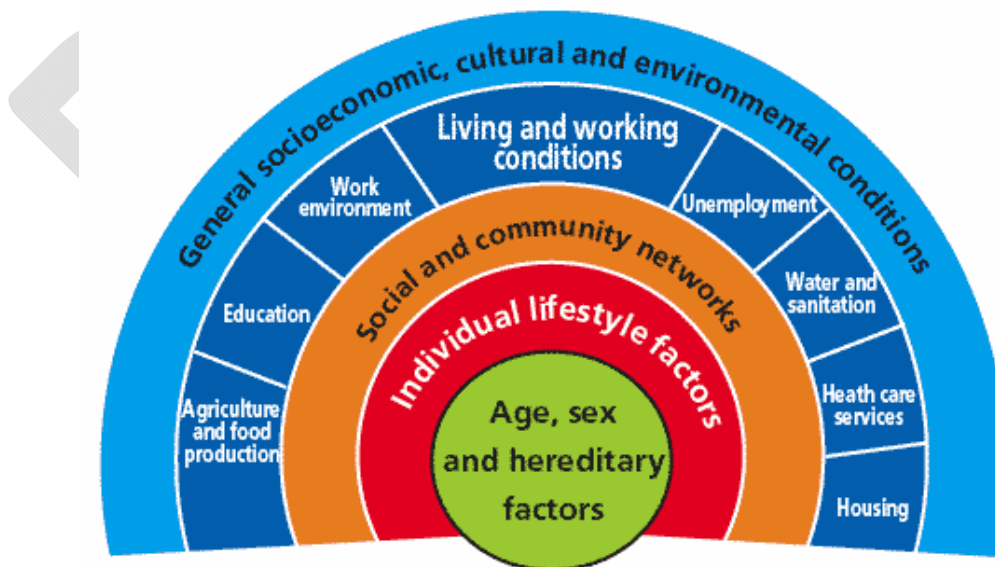 General socioeconomic, cultural and environmental conditions
Living and working
conditions
Work
environment
Unemployment
Education
Water and
sanitation
Agriculture
and food
production
Heath care
services
Housing
Social and community networks
Individual lifestyle factors
Age, sex
and hereditary
factors